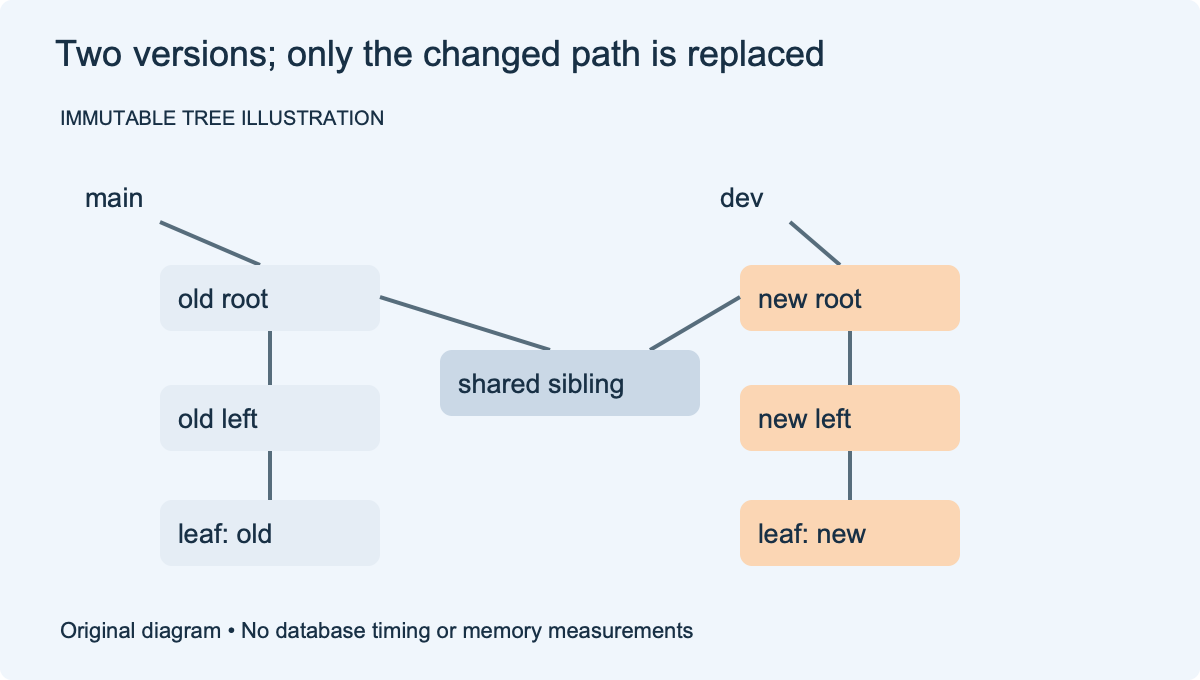 Two versions; only the changed path is replaced
IMMUTABLE TREE ILLUSTRATION
main
dev
old root
new root
shared sibling
old left
new left
leaf: old
leaf: new
Original diagram • No database timing or memory measurements